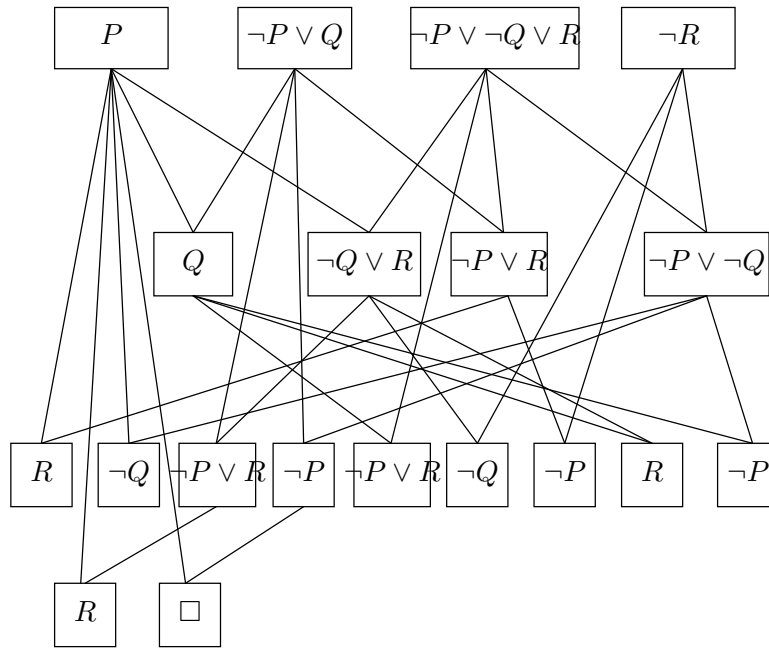 P ¬P ∨ Q ¬P ∨ ¬Q ∨ R ¬R
Q ¬Q ∨ R ¬P ∨ R ¬P ∨ ¬Q
R ¬Q ¬P ∨ R ¬P ¬P ∨ R ¬Q ¬P R ¬P
R □